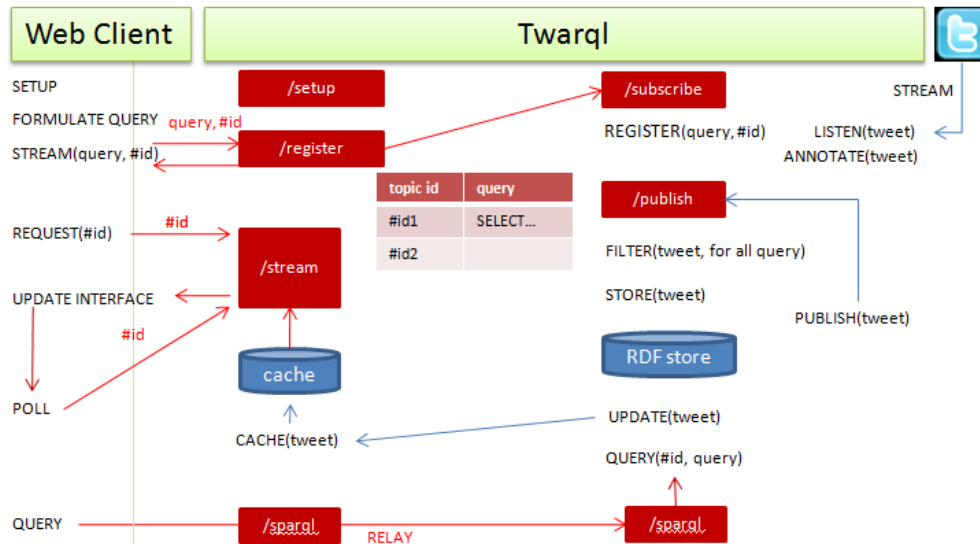 Web Client
Twarql
SETUP
/setup
/subscribe
STREAM
FORMULATE QUERY
query, #id
REGISTER(query, #id)
LISTEN(tweet)
STREAM(query, #id)
/register
ANNOTATE(tweet)
topic id query
#id1 SELECT...
#id2
/publish
REQUEST(#id)
#id
/stream
FILTER(tweet, for all query)
UPDATE INTERFACE
STORE(tweet)
#id
PUBLISH(tweet)
cache
RDF store
POLL
UPDATE(tweet)
CACHE(tweet)
QUERY(#id, query)
QUERY
/sparql
RELAY
/sparql